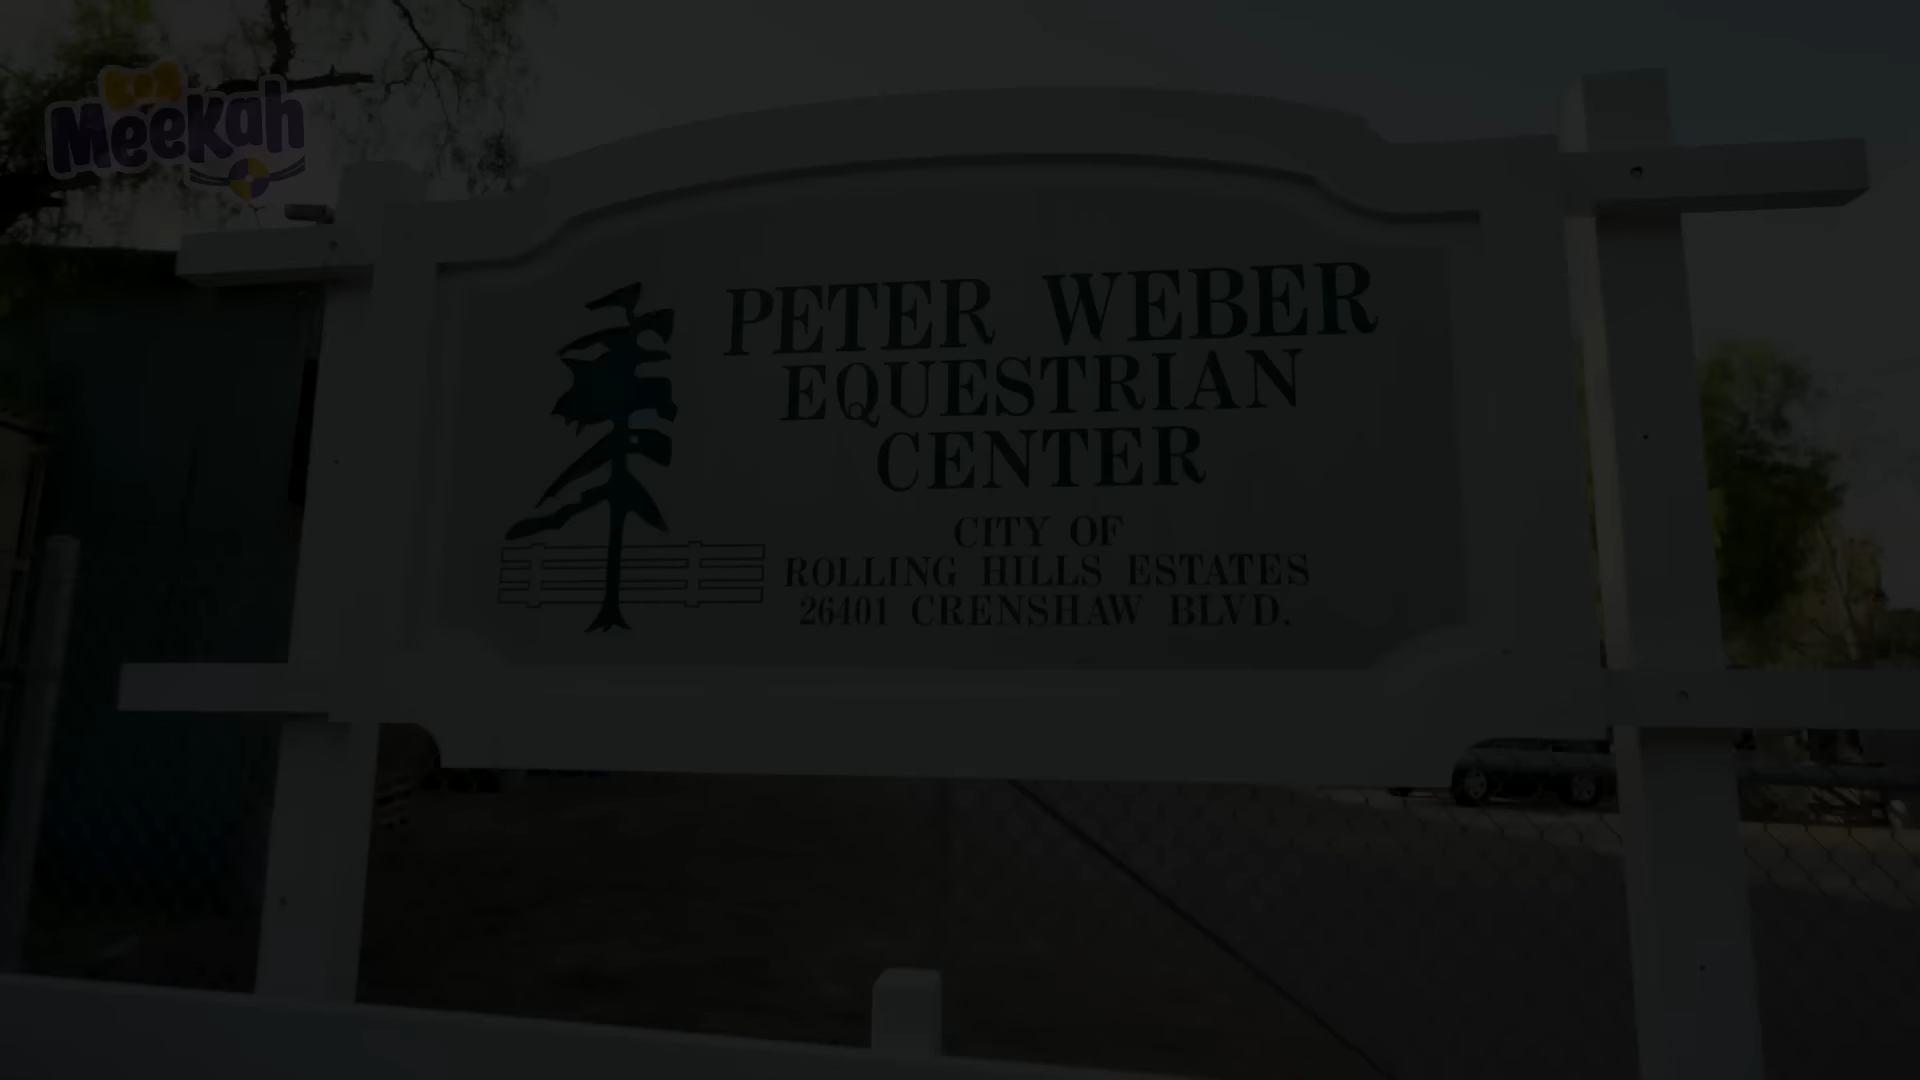 Meekah
PETER WEBER
EQUESTRIAN
CENTER
CITY OF
ROLLING HILLS ESTATES
26401 CRENSHAW BLVD.